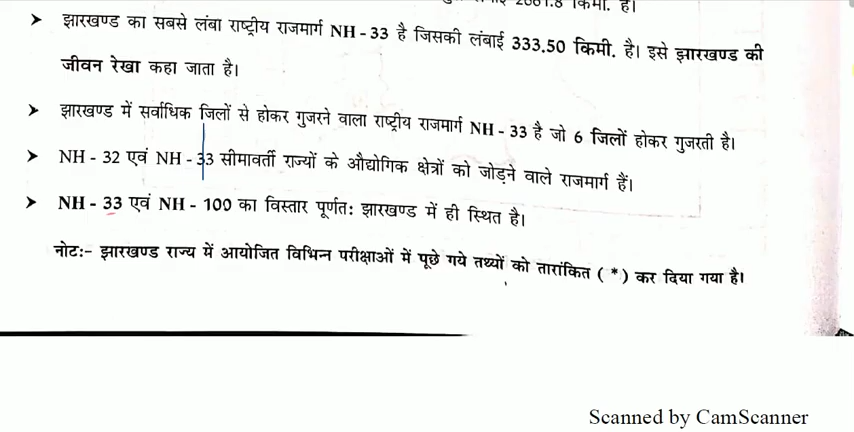 2001.8 किमी. है।
➤ झारखण्ड का सबसे लंबा राष्ट्रीय राजमार्ग NH - 33 है जिसकी लंबाई 333.50 किमी. है। इसे झारखण्ड की
जीवन रेखा कहा जाता है।
➤ झारखण्ड में सर्वाधिक जिलों से होकर गुजरने वाला राष्ट्रीय राजमार्ग NH - 33 है जो 6 जिलों होकर गुजरती है।
➤ NH - 32 एवं NH - 33 सीमावर्ती राज्यों के औद्योगिक क्षेत्रों को जोड़ने वाले राजमार्ग हैं।
➤ NH - 33 एवं NH - 100 का विस्तार पूर्णत: झारखण्ड में ही स्थित है।
नोट:- झारखण्ड राज्य में आयोजित विभिन्न परीक्षाओं में पूछे गये तथ्यों को तारांकित ( * ) कर दिया गया है।
Scanned by CamScanner